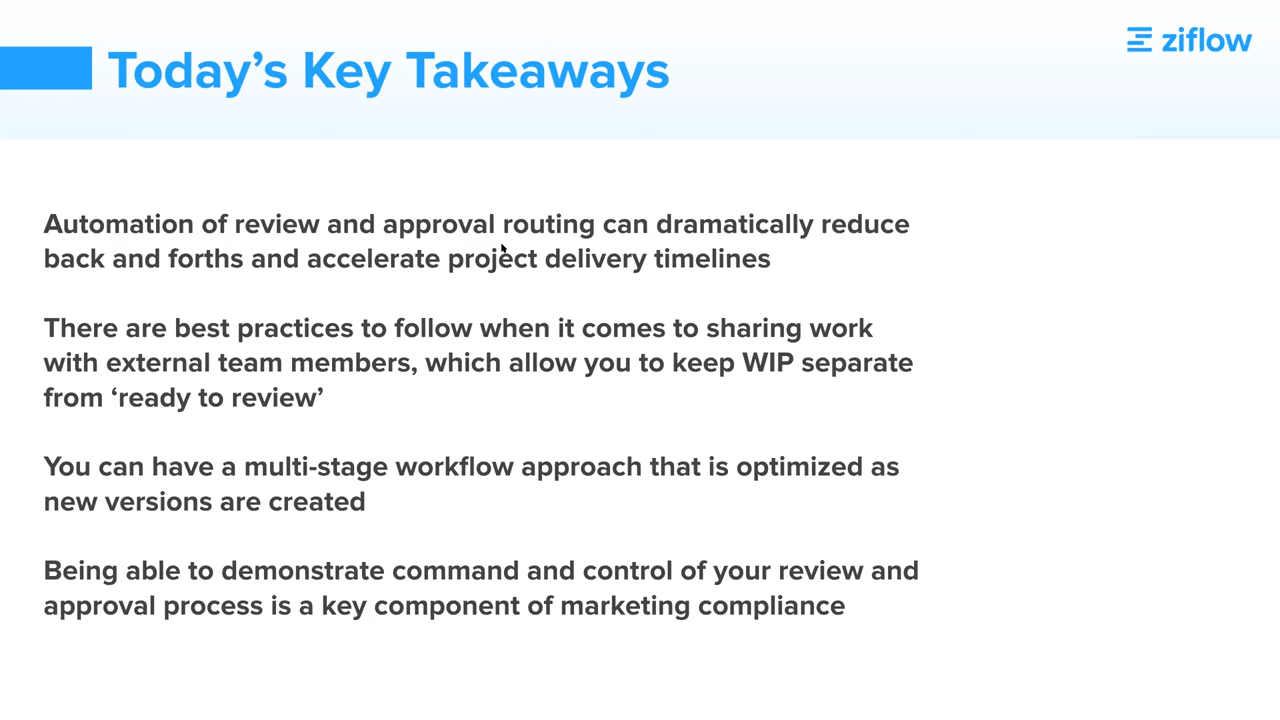 ziflow
Today’s Key Takeaways
Automation of review and approval routing can dramatically reduce
back and forths and accelerate project delivery timelines
There are best practices to follow when it comes to sharing work
with external team members, which allow you to keep WIP separate
from ‘ready to review’
You can have a multi-stage workflow approach that is optimized as
new versions are created
Being able to demonstrate command and control of your review and
approval process is a key component of marketing compliance